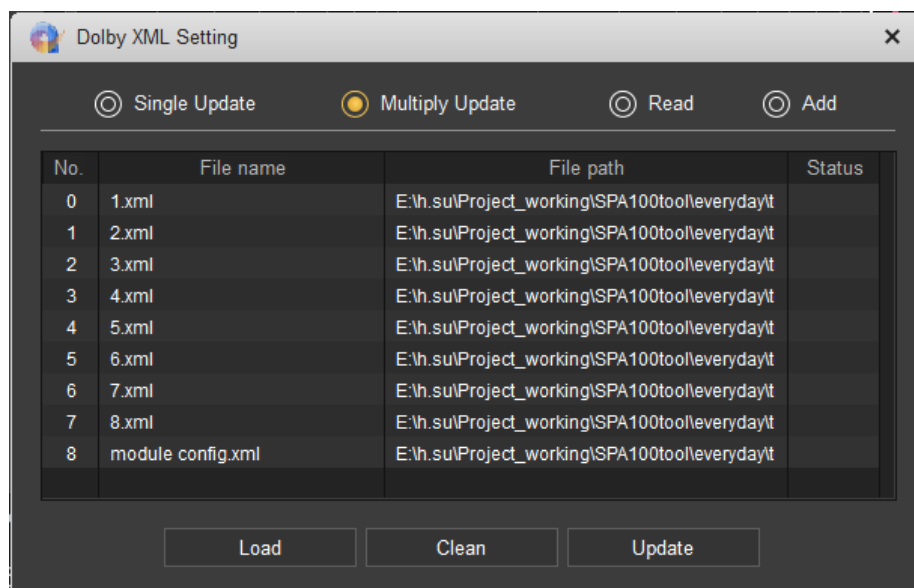 Dolby XML Setting
Single Update Multiply Update Read Add
No. File name File path Status
0 1.xml E:\h.su\Project_working\SPA100tool\everyday\t
1 2.xml E:\h.su\Project_working\SPA100tool\everyday\t
2 3.xml E:\h.su\Project_working\SPA100tool\everyday\t
3 4.xml E:\h.su\Project_working\SPA100tool\everyday\t
4 5.xml E:\h.su\Project_working\SPA100tool\everyday\t
5 6.xml E:\h.su\Project_working\SPA100tool\everyday\t
6 7.xml E:\h.su\Project_working\SPA100tool\everyday\t
7 8.xml E:\h.su\Project_working\SPA100tool\everyday\t
8 module config.xml E:\h.su\Project_working\SPA100tool\everyday\t
Load Clean Update